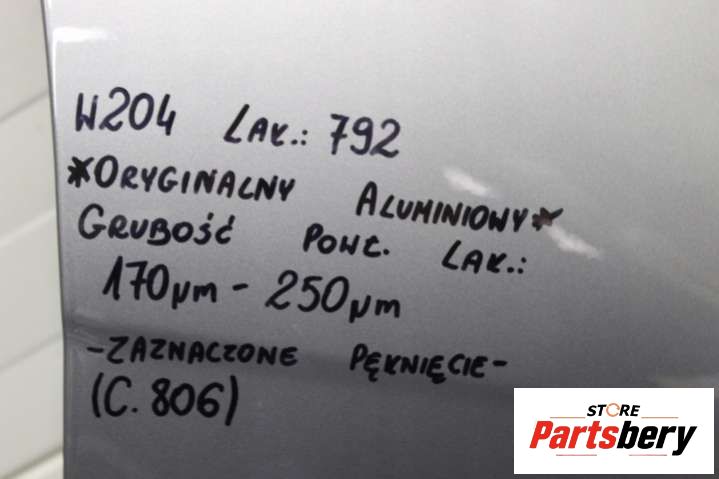 W204 LAK.: 792
*ORYGINALNY ALUMINIOWY*
GRUBOŚĆ POWŁ. LAK.:
170µm - 250µm
-ZAZNACZONE PĘKNIĘCIE-
(C. 806)
STORE
Partsbery